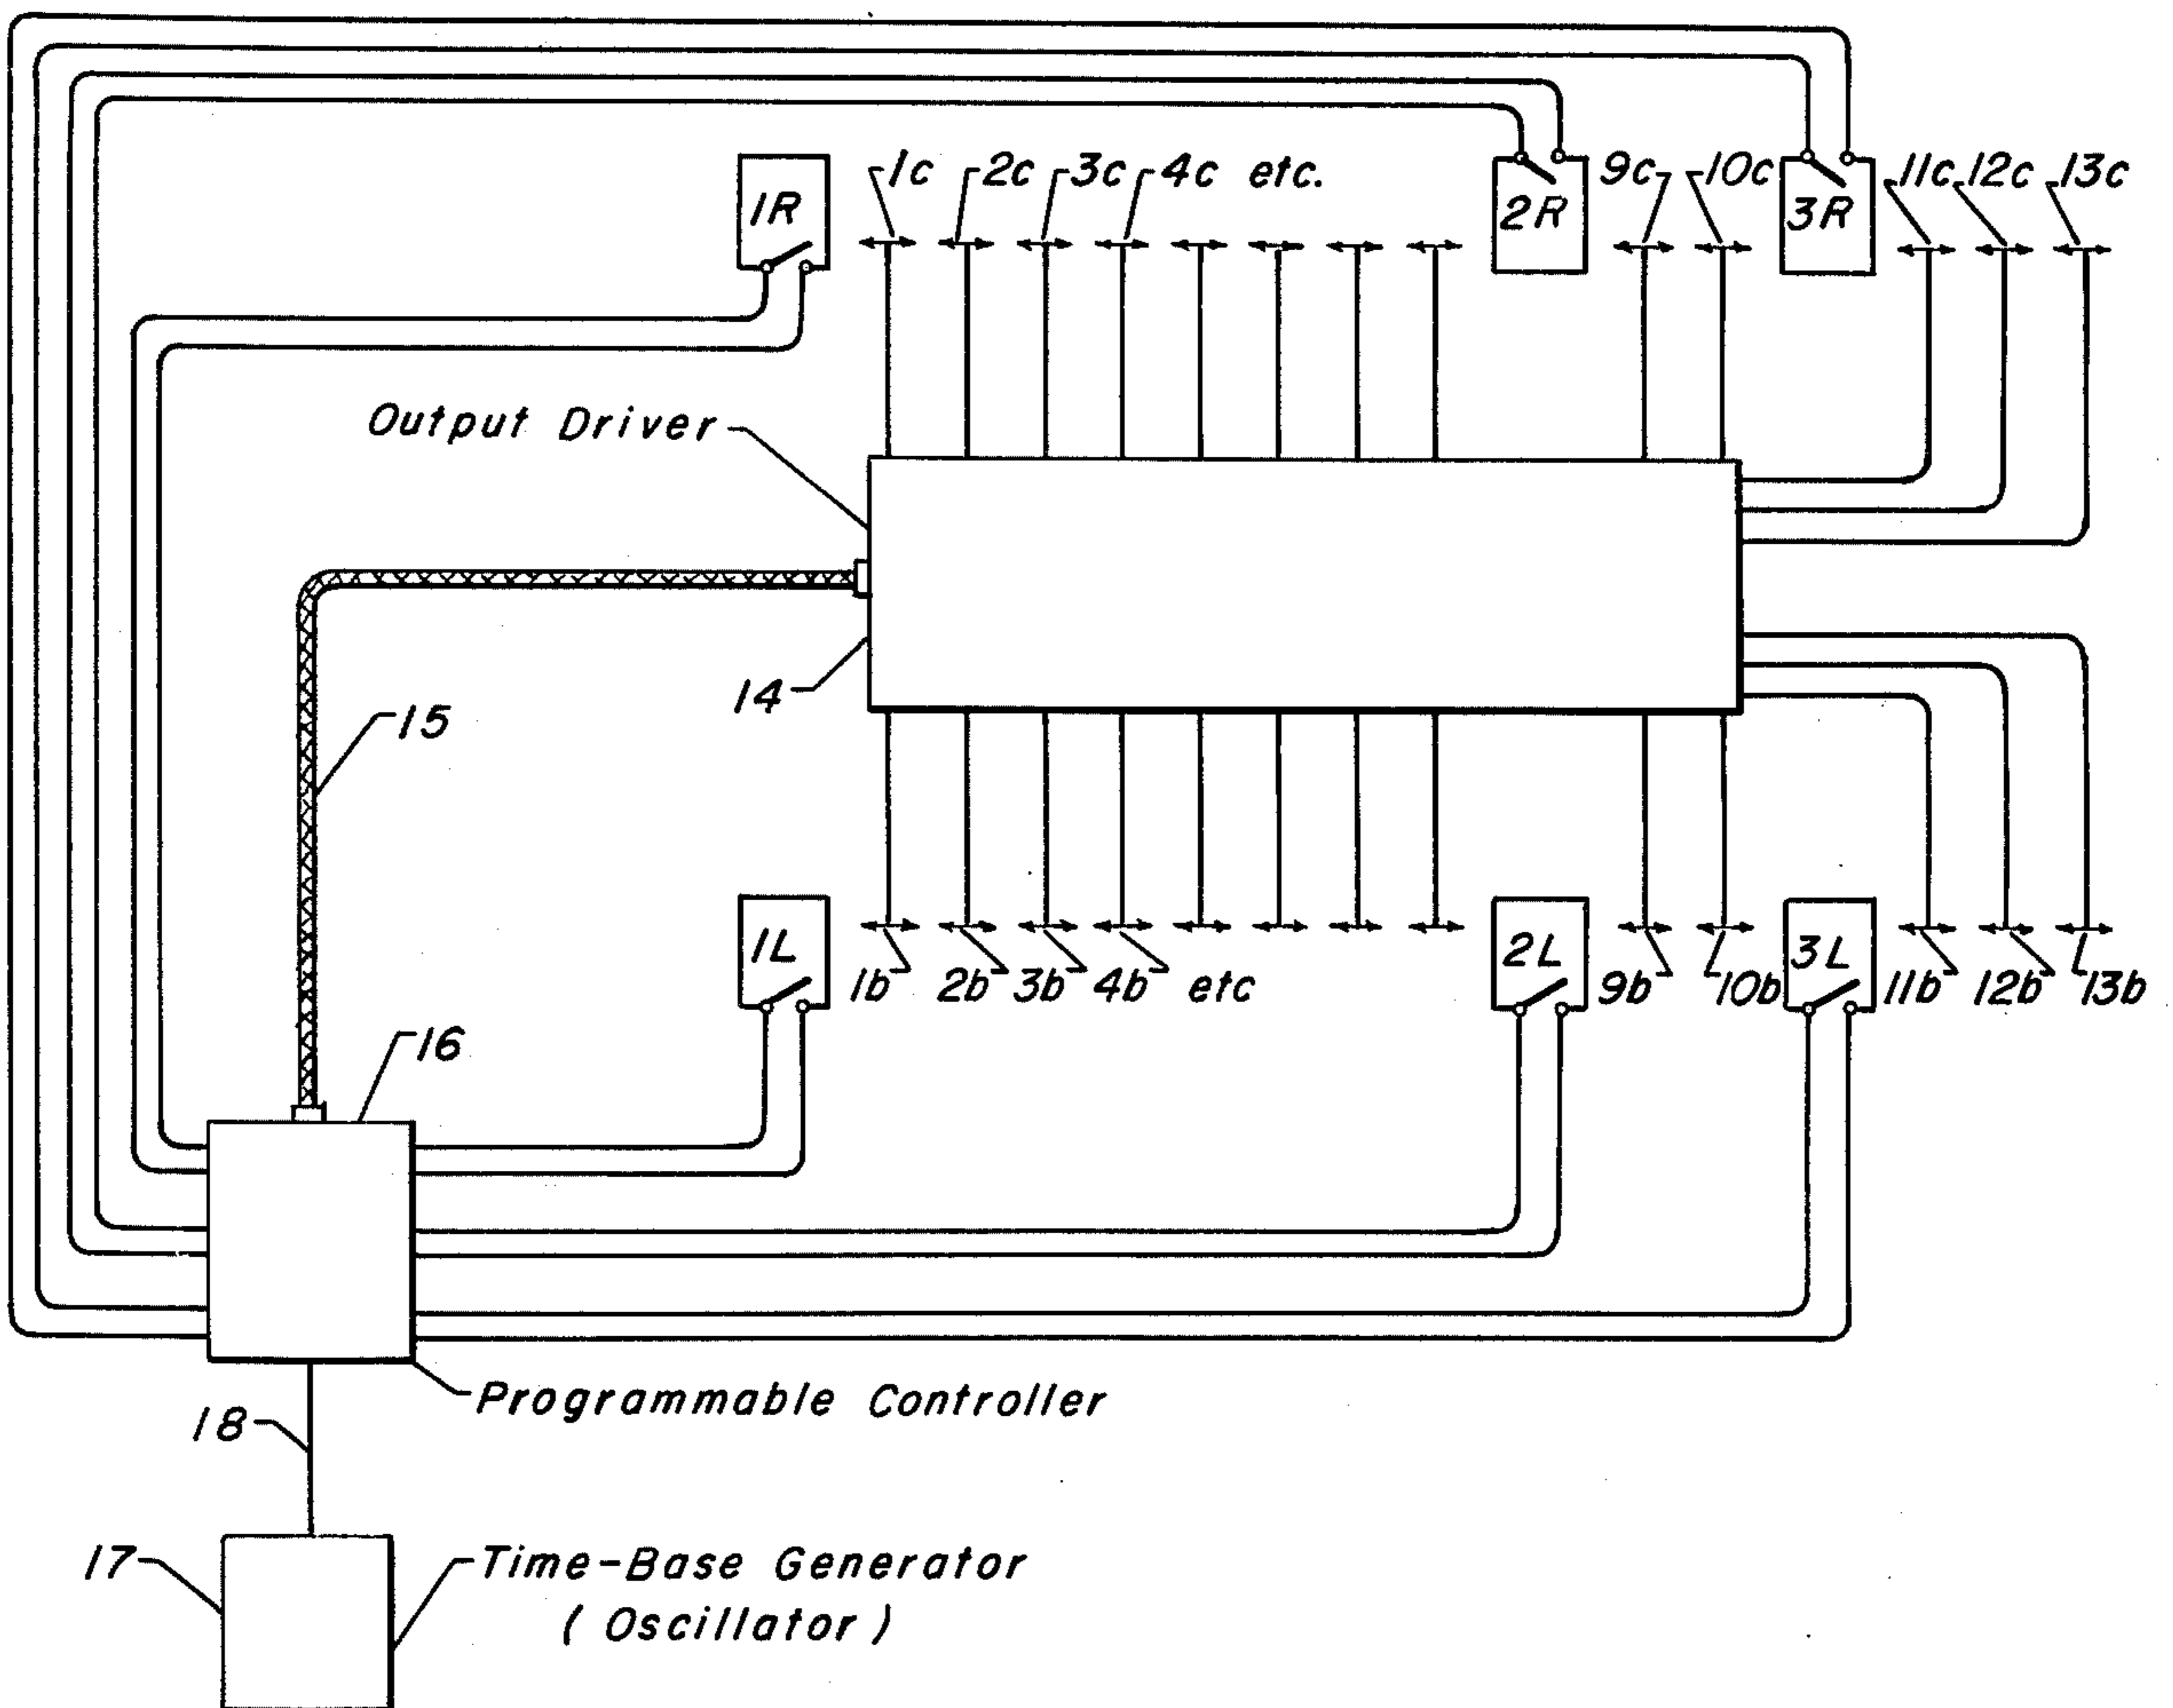 1R
1c
2c
3c
4c etc.
2R
9c
10c
3R
11c
12c
13c
Output Driver
14
15
1L
1b
2b
3b
4b etc
2L
9b
10b
3L
11b
12b
13b
16
Programmable Controller
18
17
Time-Base Generator
( Oscillator )